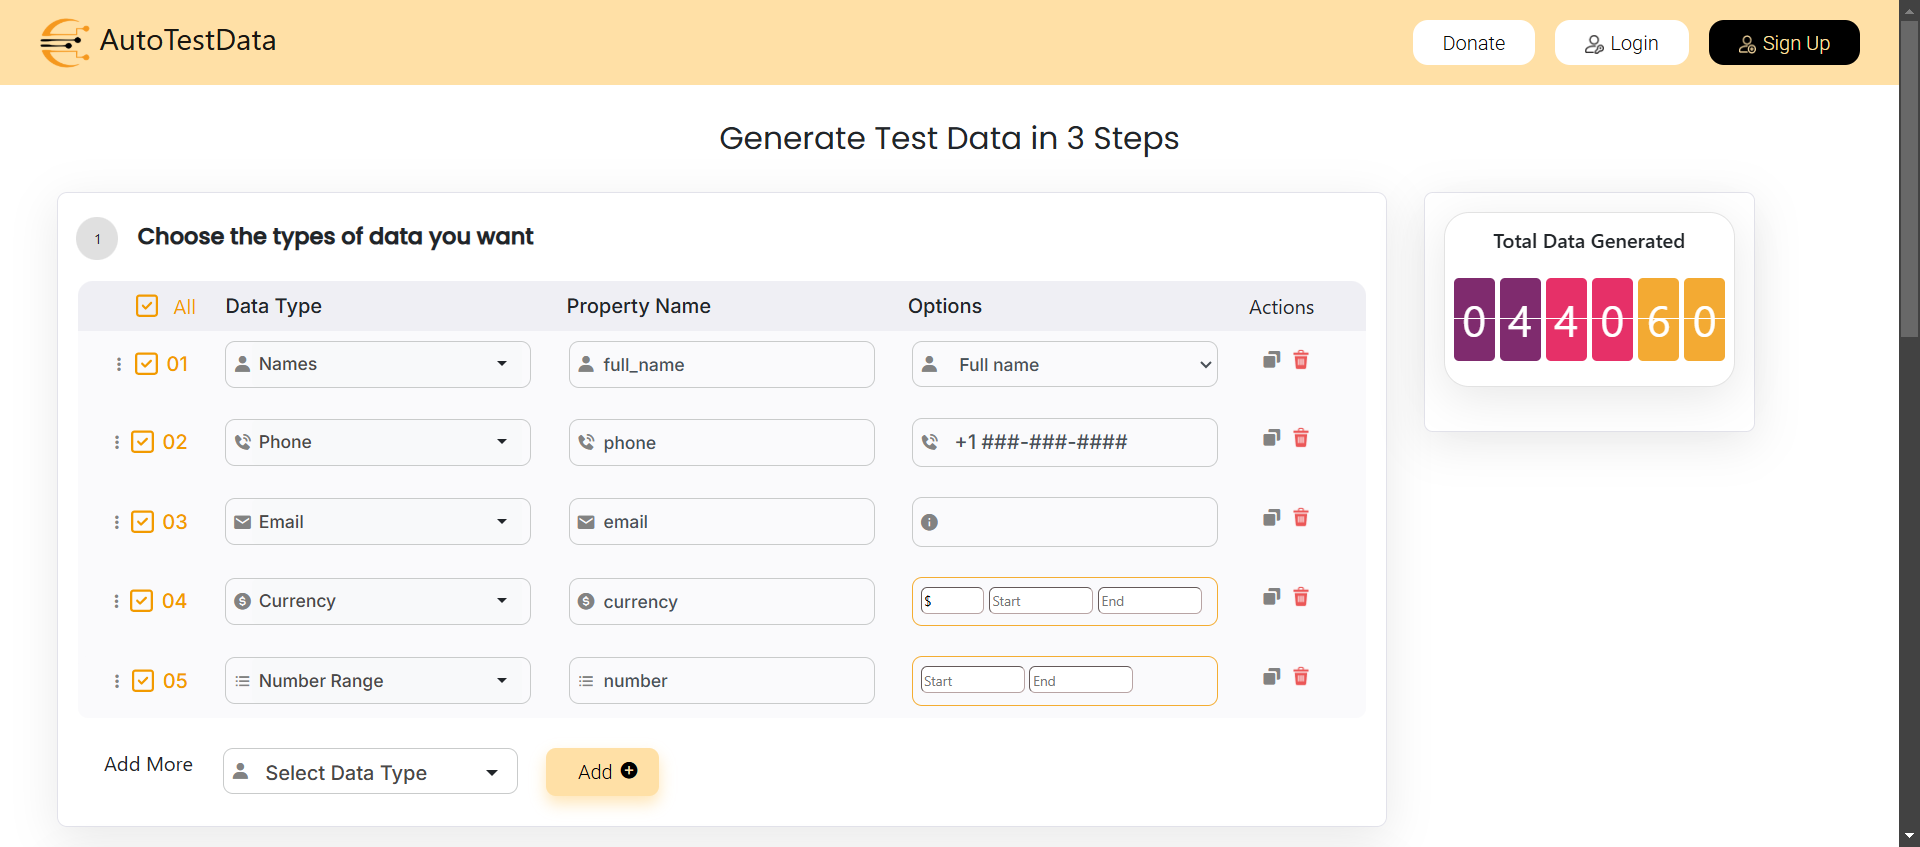 AutoTestData
Donate
Login
Sign Up
Generate Test Data in 3 Steps
1
Choose the types of data you want
All Data Type Property Name Options Actions
01 Names full_name Full name
02 Phone phone +1 ###-###-####
03 Email email
04 Currency currency $ Start End
05 Number Range number Start End
Add More Select Data Type Add
Total Data Generated
044060